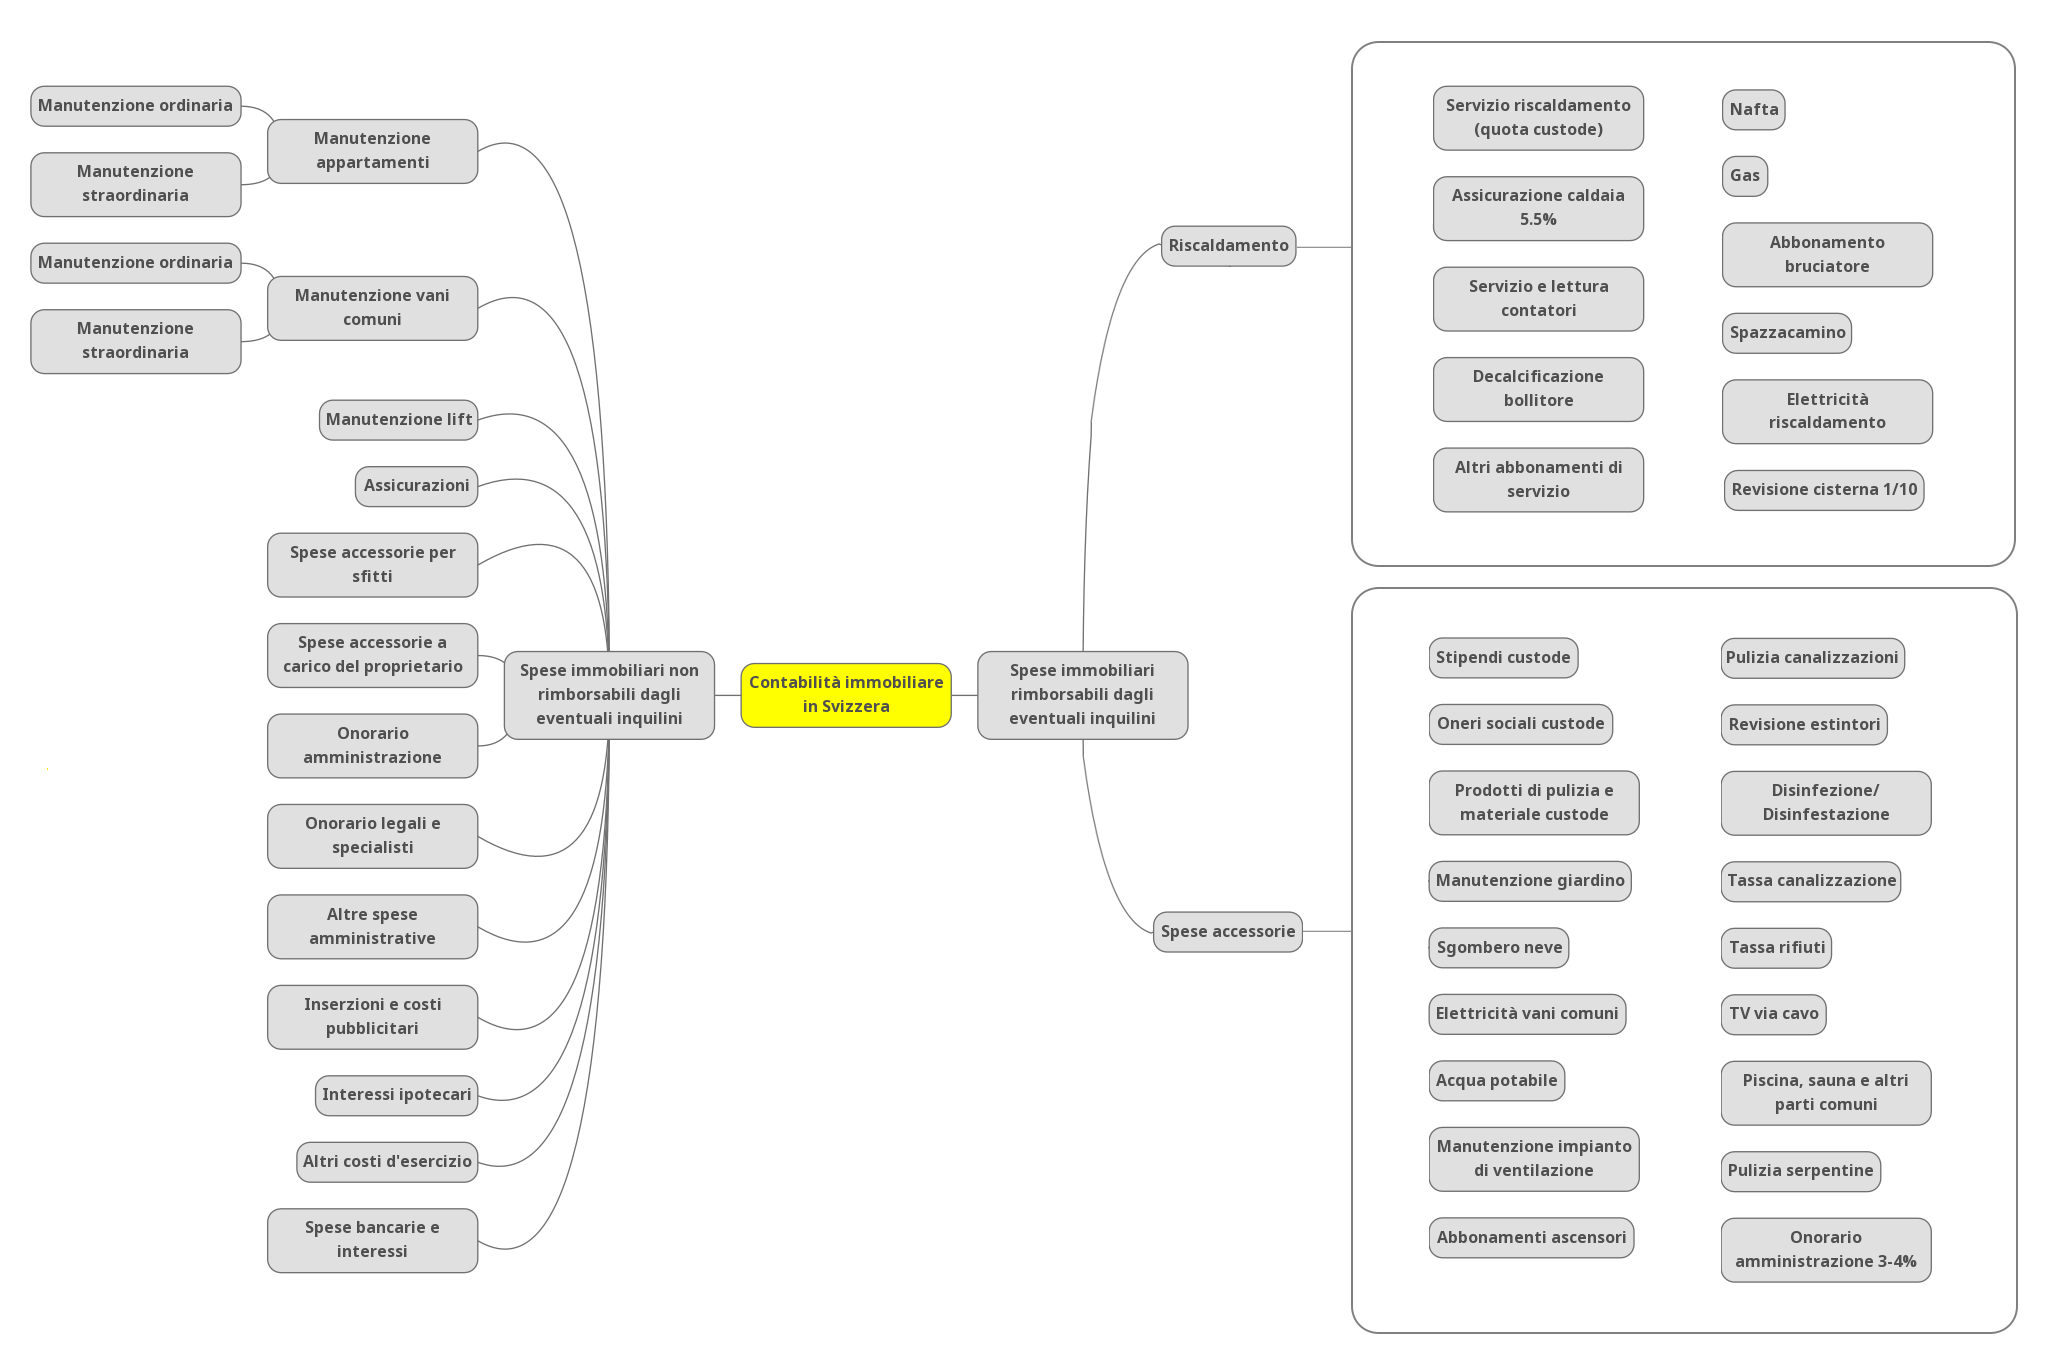 Manutenzione ordinaria
Manutenzione
straordinaria
Manutenzione
appartamenti
Manutenzione ordinaria
Manutenzione
straordinaria
Manutenzione vani
comuni
Manutenzione lift
Assicurazioni
Spese accessorie per
sfitti
Spese accessorie a
carico del proprietario
Onorario
amministrazione
Onorario legali e
specialisti
Altre spese
amministrative
Inserzioni e costi
pubblicitari
Interessi ipotecari
Altri costi d'esercizio
Spese bancarie e
interessi
Spese immobiliari non
rimborsabili dagli
eventuali inquilini
Contabilità immobiliare
in Svizzera
Spese immobiliari
rimborsabili dagli
eventuali inquilini
Riscaldamento
Servizio riscaldamento
(quota custode)
Assicurazione caldaia
5.5%
Servizio e lettura
contatori
Decalcificazione
bollitore
Altri abbonamenti di
servizio
Nafta
Gas
Abbonamento
bruciatore
Spazzacamino
Elettricità
riscaldamento
Revisione cisterna 1/10
Spese accessorie
Stipendi custode
Oneri sociali custode
Prodotti di pulizia e
materiale custode
Manutenzione giardino
Sgombero neve
Elettricità vani comuni
Acqua potabile
Manutenzione impianto
di ventilazione
Abbonamenti ascensori
Pulizia canalizzazioni
Revisione estintori
Disinfezione/
Disinfestazione
Tassa canalizzazione
Tassa rifiuti
TV via cavo
Piscina, sauna e altri
parti comuni
Pulizia serpentine
Onorario
amministrazione 3-4%